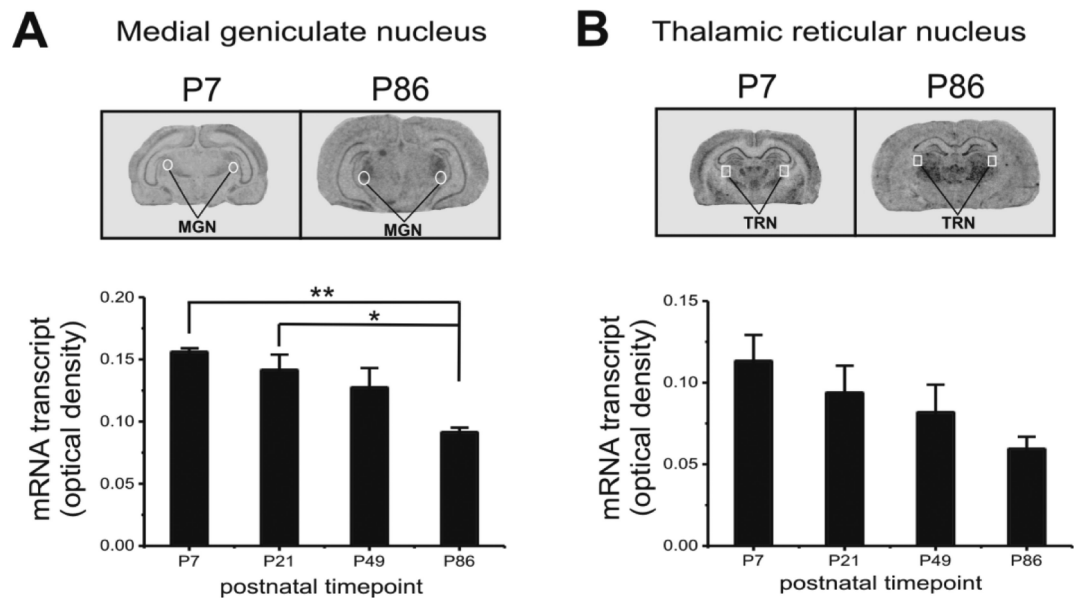 A
Medial geniculate nucleus
P7
P86
MGN
MGN
mRNA transcript
(optical density)
0.20
0.15
0.10
0.05
0.00
**
*
P7
P21
P49
P86
postnatal timepoint
B
Thalamic reticular nucleus
P7
P86
TRN
TRN
mRNA transcript
(optical density)
0.15
0.10
0.05
0.00
P7
P21
P49
P86
postnatal timepoint